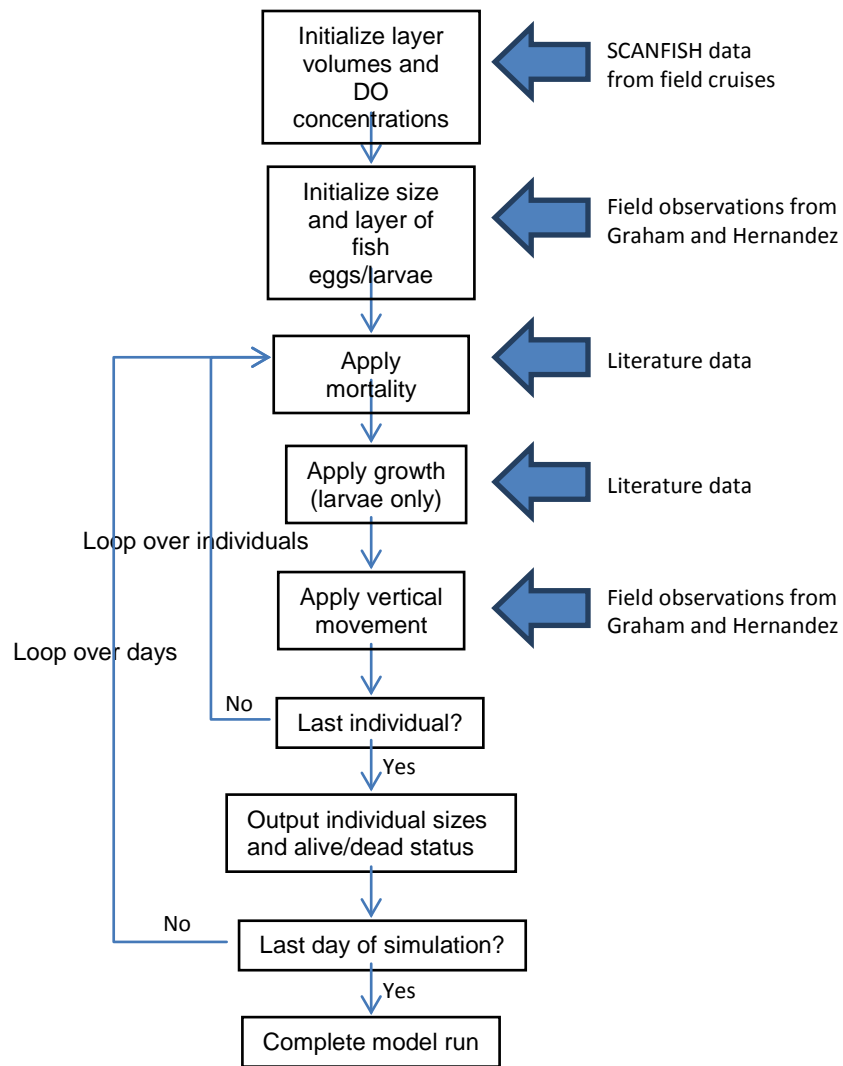 Initialize layer
volumes and
DO
concentrations
SCANFISH data
from field cruises
Initialize size
and layer of
fish
eggs/larvae
Field observations from
Graham and Hernandez
Apply
mortality
Literature data
Apply growth
(larvae only)
Literature data
Loop over individuals
Apply vertical
movement
Field observations from
Graham and Hernandez
Loop over days
No
Last individual?
Yes
Output individual sizes
and alive/dead status
No
Last day of simulation?
Yes
Complete model run